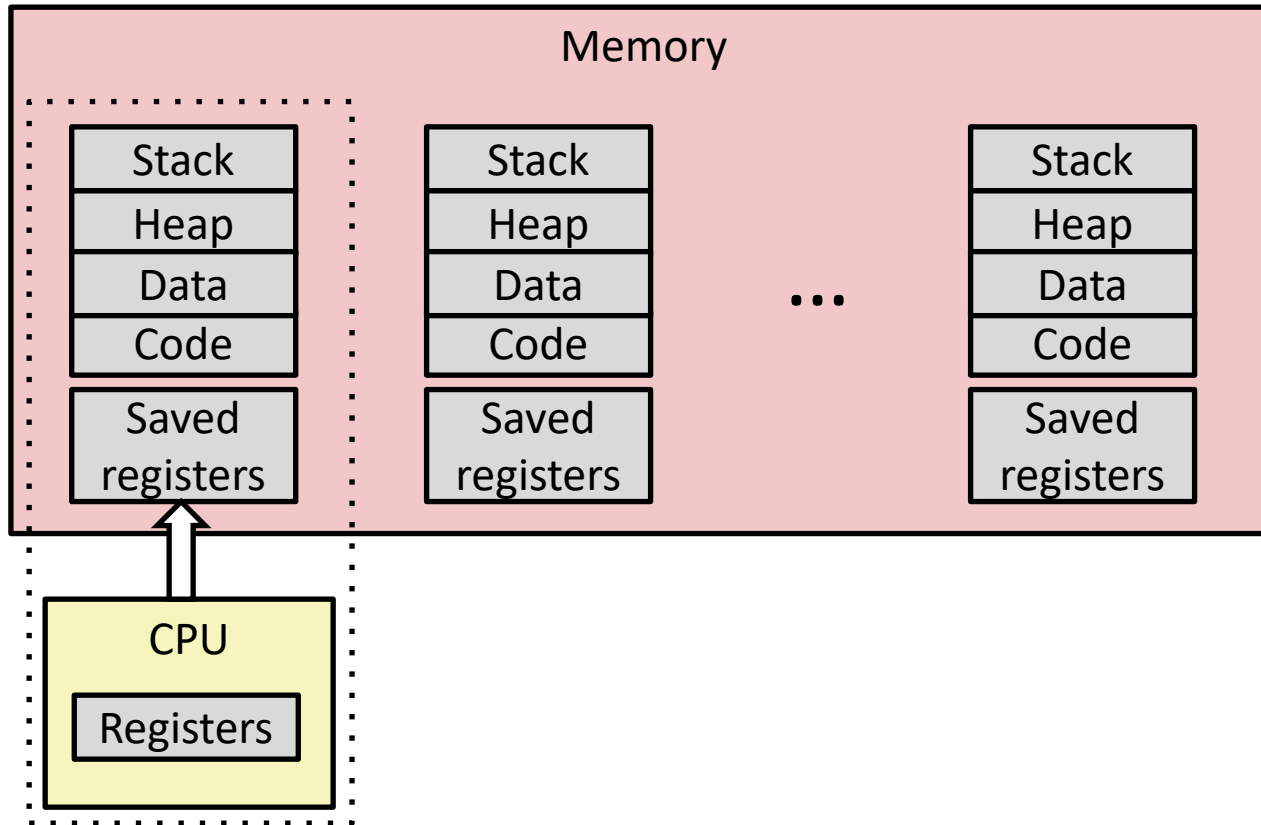 Memory
Stack
Heap
Data
Code
Saved
registers
Stack
Heap
Data
Code
Saved
registers
...
Stack
Heap
Data
Code
Saved
registers
CPU
Registers